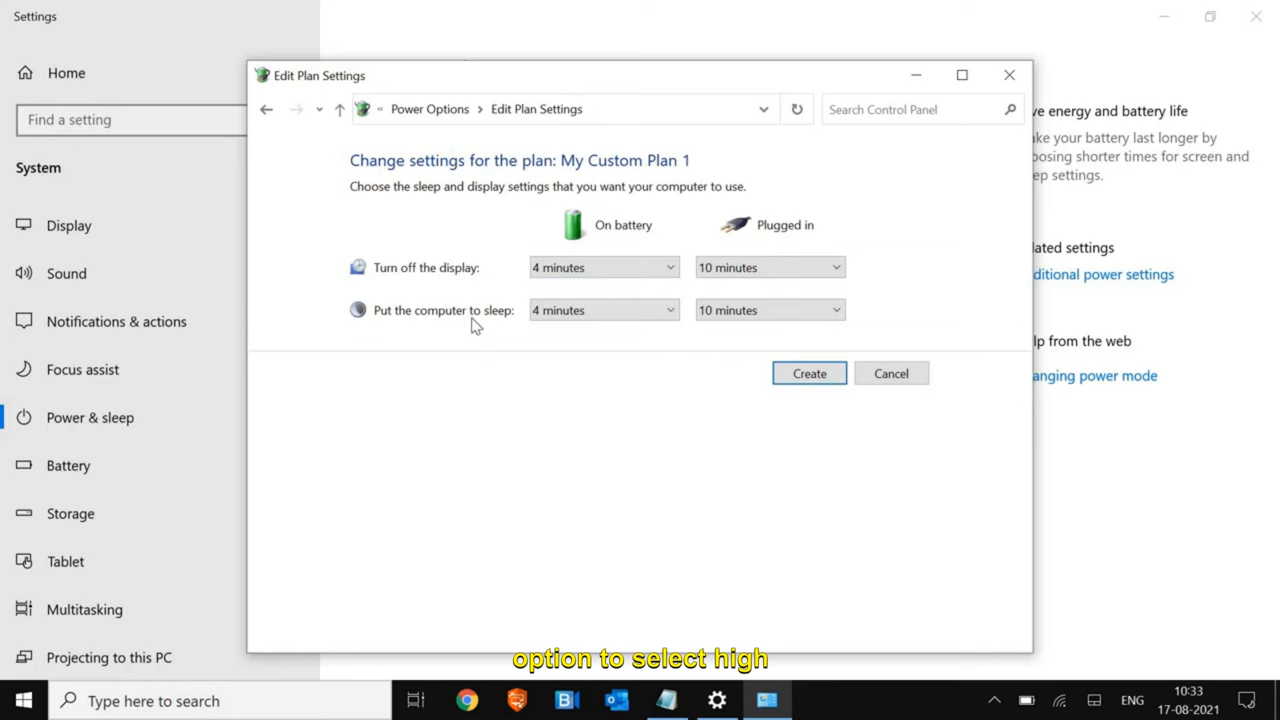 Settings
Home
Find a setting
System
Display
Sound
Notifications & actions
Focus assist
Power & sleep
Battery
Storage
Tablet
Multitasking
Projecting to this PC
Edit Plan Settings
« Power Options > Edit Plan Settings
Search Control Panel
Change settings for the plan: My Custom Plan 1
Choose the sleep and display settings that you want your computer to use.
On battery
Plugged in
Turn off the display:
4 minutes
10 minutes
Put the computer to sleep:
4 minutes
10 minutes
Create
Cancel
ve energy and battery life
ke your battery last longer by
oosing shorter times for screen and
ep settings.
lated settings
ditional power settings
lp from the web
anging power mode
option to select high
Type here to search
ENG
10:33
17-08-2021